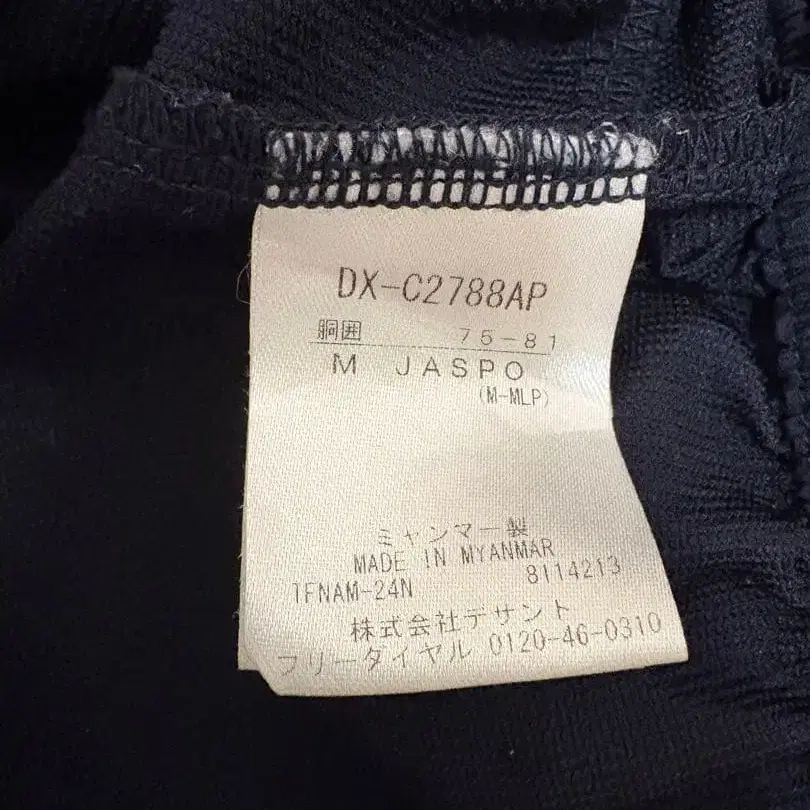 DX-C2788AP
胴囲 75-81
M JASPO
(M-MLP)
ミャンマー製
MADE IN MYANMAR
1FNAM-24N 8114213
株式会社デサント
フリーダイヤル 0120-46-0310